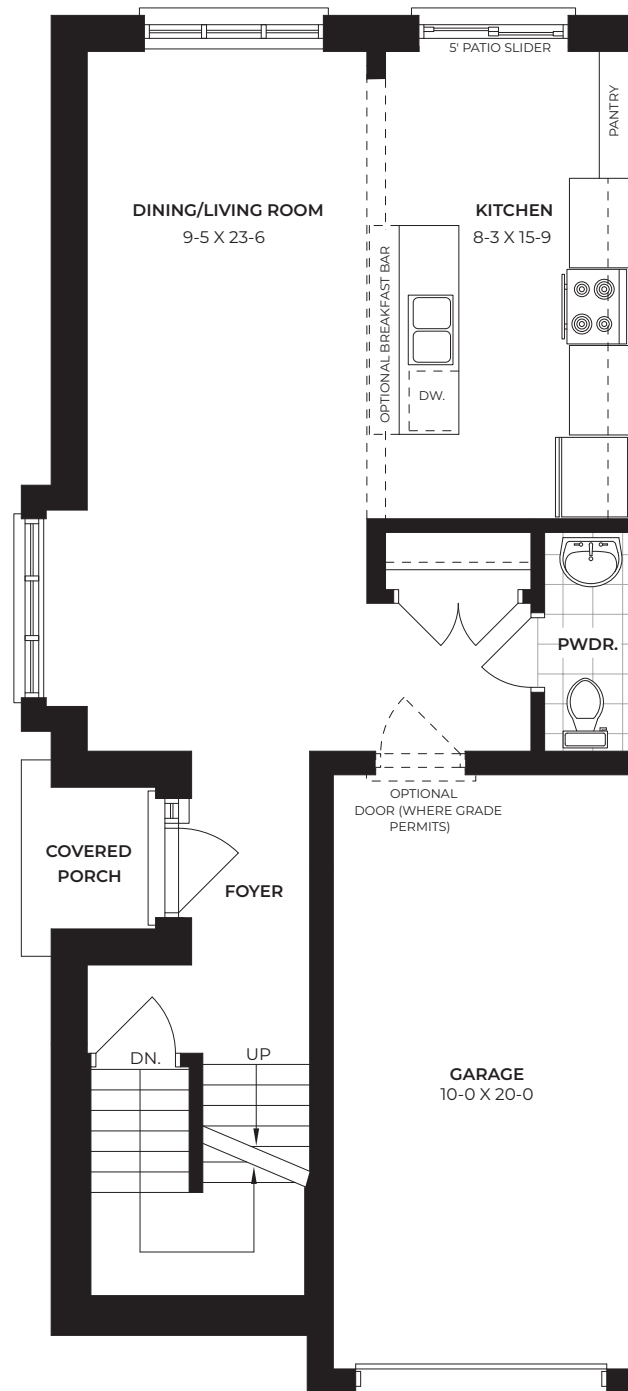 5' PATIO SLIDER
PANTRY
DINING/LIVING ROOM
9-5 X 23-6
KITCHEN
8-3 X 15-9
OPTIONAL BREAKFAST BAR
DW.
PWDR.
OPTIONAL
DOOR (WHERE GRADE
PERMITS)
COVERED
PORCH
FOYER
DN.
UP
GARAGE
10-0 X 20-0